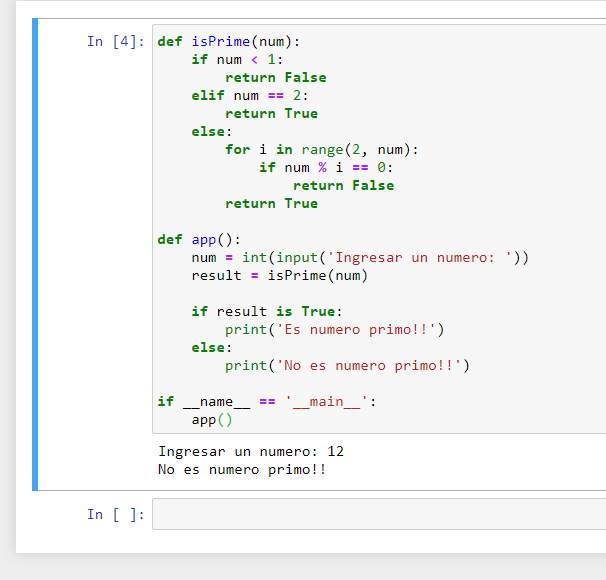 In [4]: def isPrime(num):
    if num < 1:
        return False
    elif num == 2:
        return True
    else:
        for i in range(2, num):
            if num % i == 0:
                return False
        return True

def app():
    num = int(input('Ingresar un numero: '))
    result = isPrime(num)

    if result is True:
        print('Es numero primo!!')
    else:
        print('No es numero primo!!')

if __name__ == '__main__':
    app()
Ingresar un numero: 12
No es numero primo!!
In [ ]: